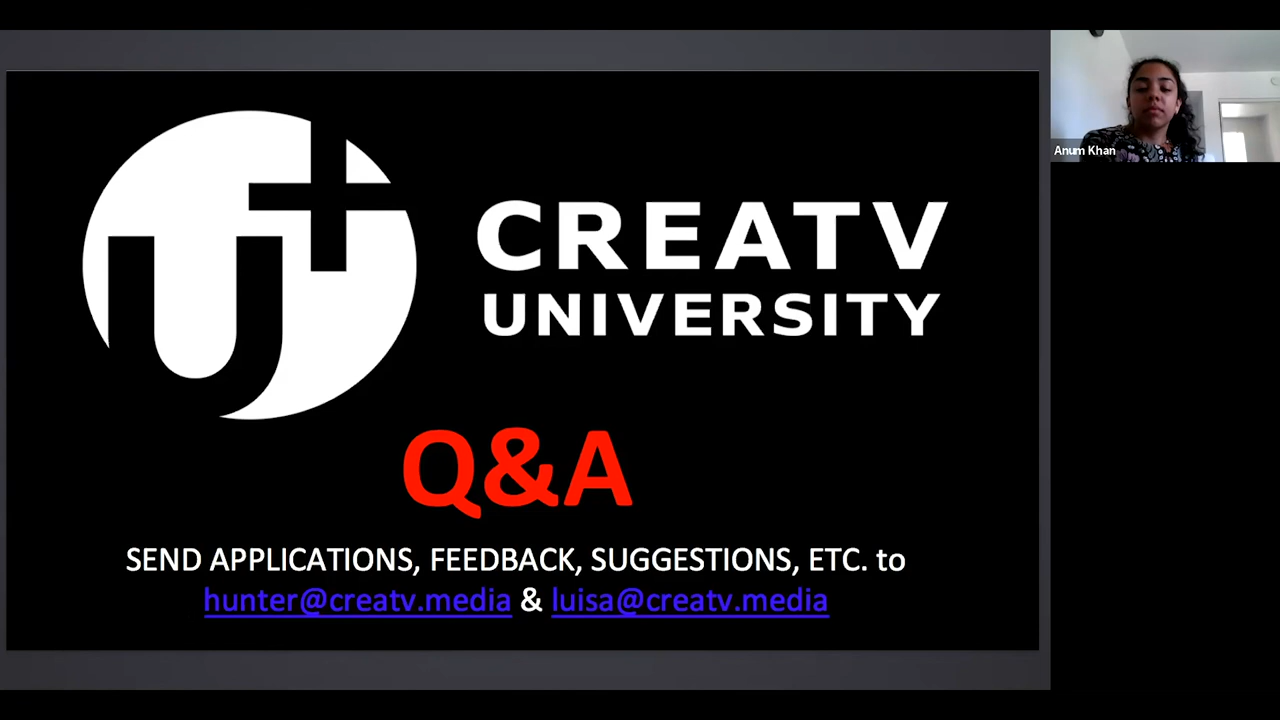 U+
CREATV
UNIVERSITY
Q&A
SEND APPLICATIONS, FEEDBACK, SUGGESTIONS, ETC. to
hunter@creatv.media & luisa@creatv.media
Anum Khan